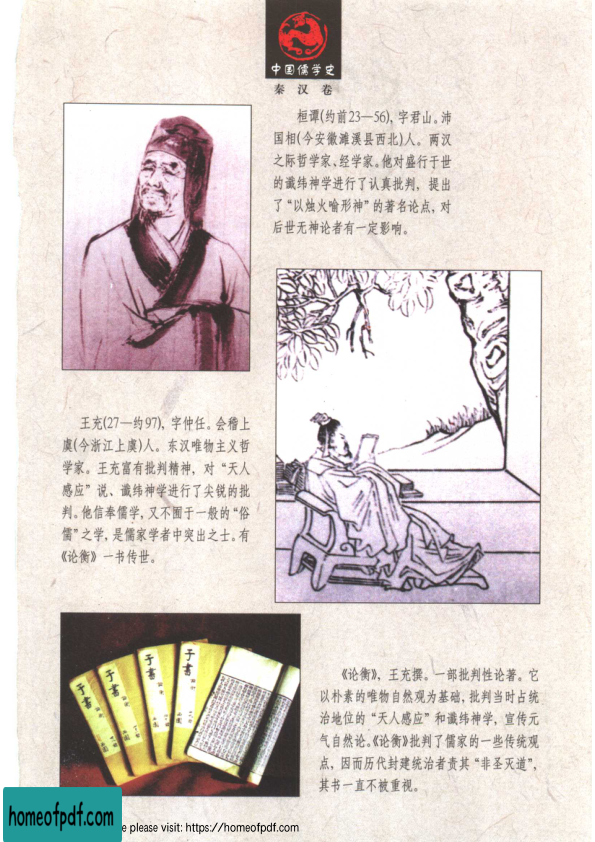 中国儒学史
秦汉卷
桓谭(约前23—56),字君山。沛
国相(今安徽濉溪县西北)人。两汉
之际哲学家、经学家。他对盛行于世
的谶纬神学进行了认真批判,提出
了“以烛火喻形神”的著名论点,对
后世无神论者有一定影响。
王充(27—约97),字仲任。会稽上
虞(今浙江上虞)人。东汉唯物主义哲
学家。王充富有批判精神,对“天人
感应”说、谶纬神学进行了尖锐的批
判。他信奉儒学,又不囿于一般的“俗
儒”之学,是儒家学者中突出之士。有
《论衡》一书传世。
《论衡》,王充撰。一部批判性论著。它
以朴素的唯物自然观为基础,批判当时占统
治地位的“天人感应”和谶纬神学,宣传元
气自然论。《论衡》批判了儒家的一些传统观
点,因而历代封建统治者责其“非圣灭道”,
其书一直不被重视。
homeofpdf.com
e please visit: https://homeofpdf.com